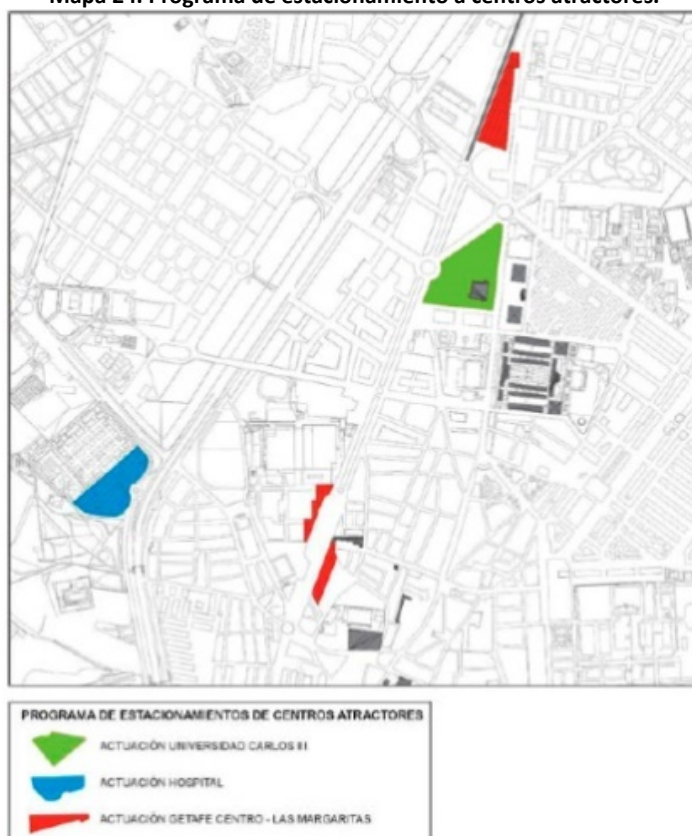 Mapa 24. Programa de estacionamiento a centros atractores.
PROGRAMA DE ESTACIONAMIENTOS DE CENTROS ATRACTORES
ACTUACIÓN UNIVERSIDAD CARLOS III
ACTUACIÓN HOSPITAL
ACTUACIÓN GETAFE CENTRO - LAS MARGARITAS